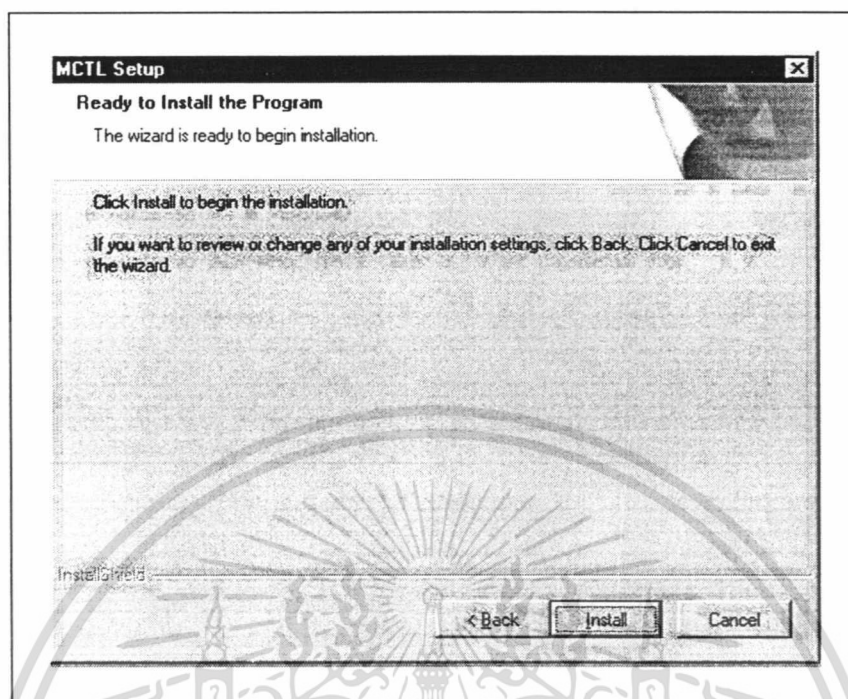 MCTL Setup
Ready to Install the Program
The wizard is ready to begin installation.
Click Install to begin the installation.
If you want to review or change any of your installation settings, click Back. Click Cancel to exit
the wizard.
InstallShield
< Back
Install
Cancel